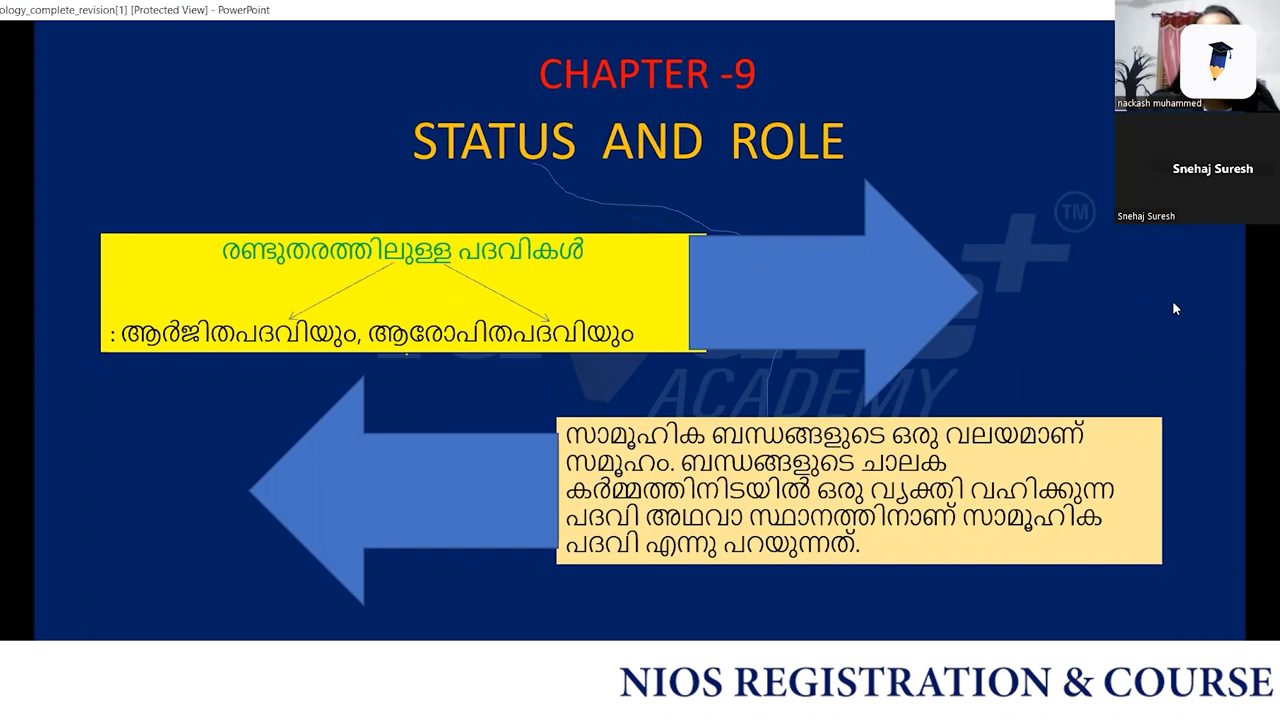 ology_complete_revision[1] [Protected View] - PowerPoint
CHAPTER -9
STATUS AND ROLE
nackash muhammed
Snehaj Suresh
Snehaj Suresh
TM
രണ്ടുതരത്തിലുള്ള പദവികൾ
: ആർജിതപദവിയും, ആരോപിതപദവിയും
ACADEMY
സാമൂഹിക ബന്ധങ്ങളുടെ ഒരു വലയമാണ്
സമൂഹം. ബന്ധങ്ങളുടെ ചാലക
കർമ്മത്തിനിടയിൽ ഒരു വ്യക്തി വഹിക്കുന്ന
പദവി അഥവാ സ്ഥാനത്തിനാണ് സാമൂഹിക
പദവി എന്നു പറയുന്നത്.
NIOS REGISTRATION & COURSE